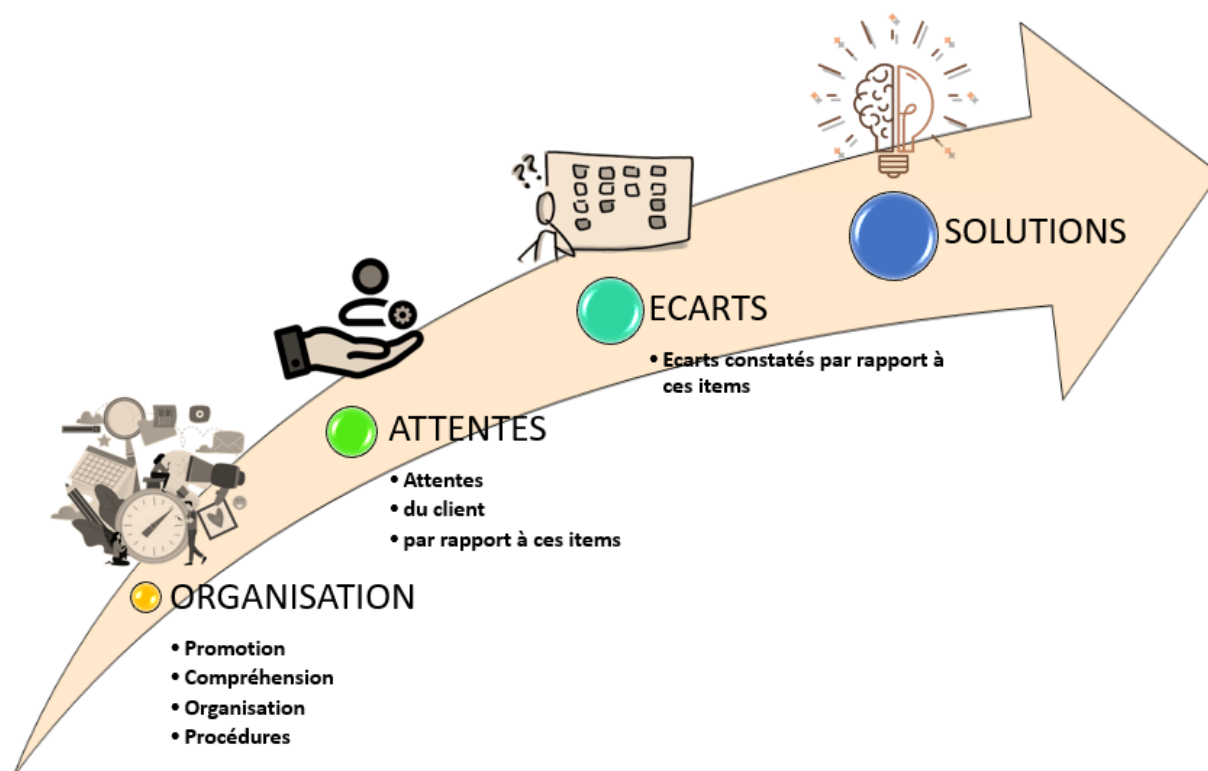 SOLUTIONS
ECARTS
• Ecarts constatés par rapport à
ces items
ATTENTES
• Attentes
• du client
• par rapport à ces items
ORGANISATION
• Promotion
• Compréhension
• Organisation
• Procédures
??